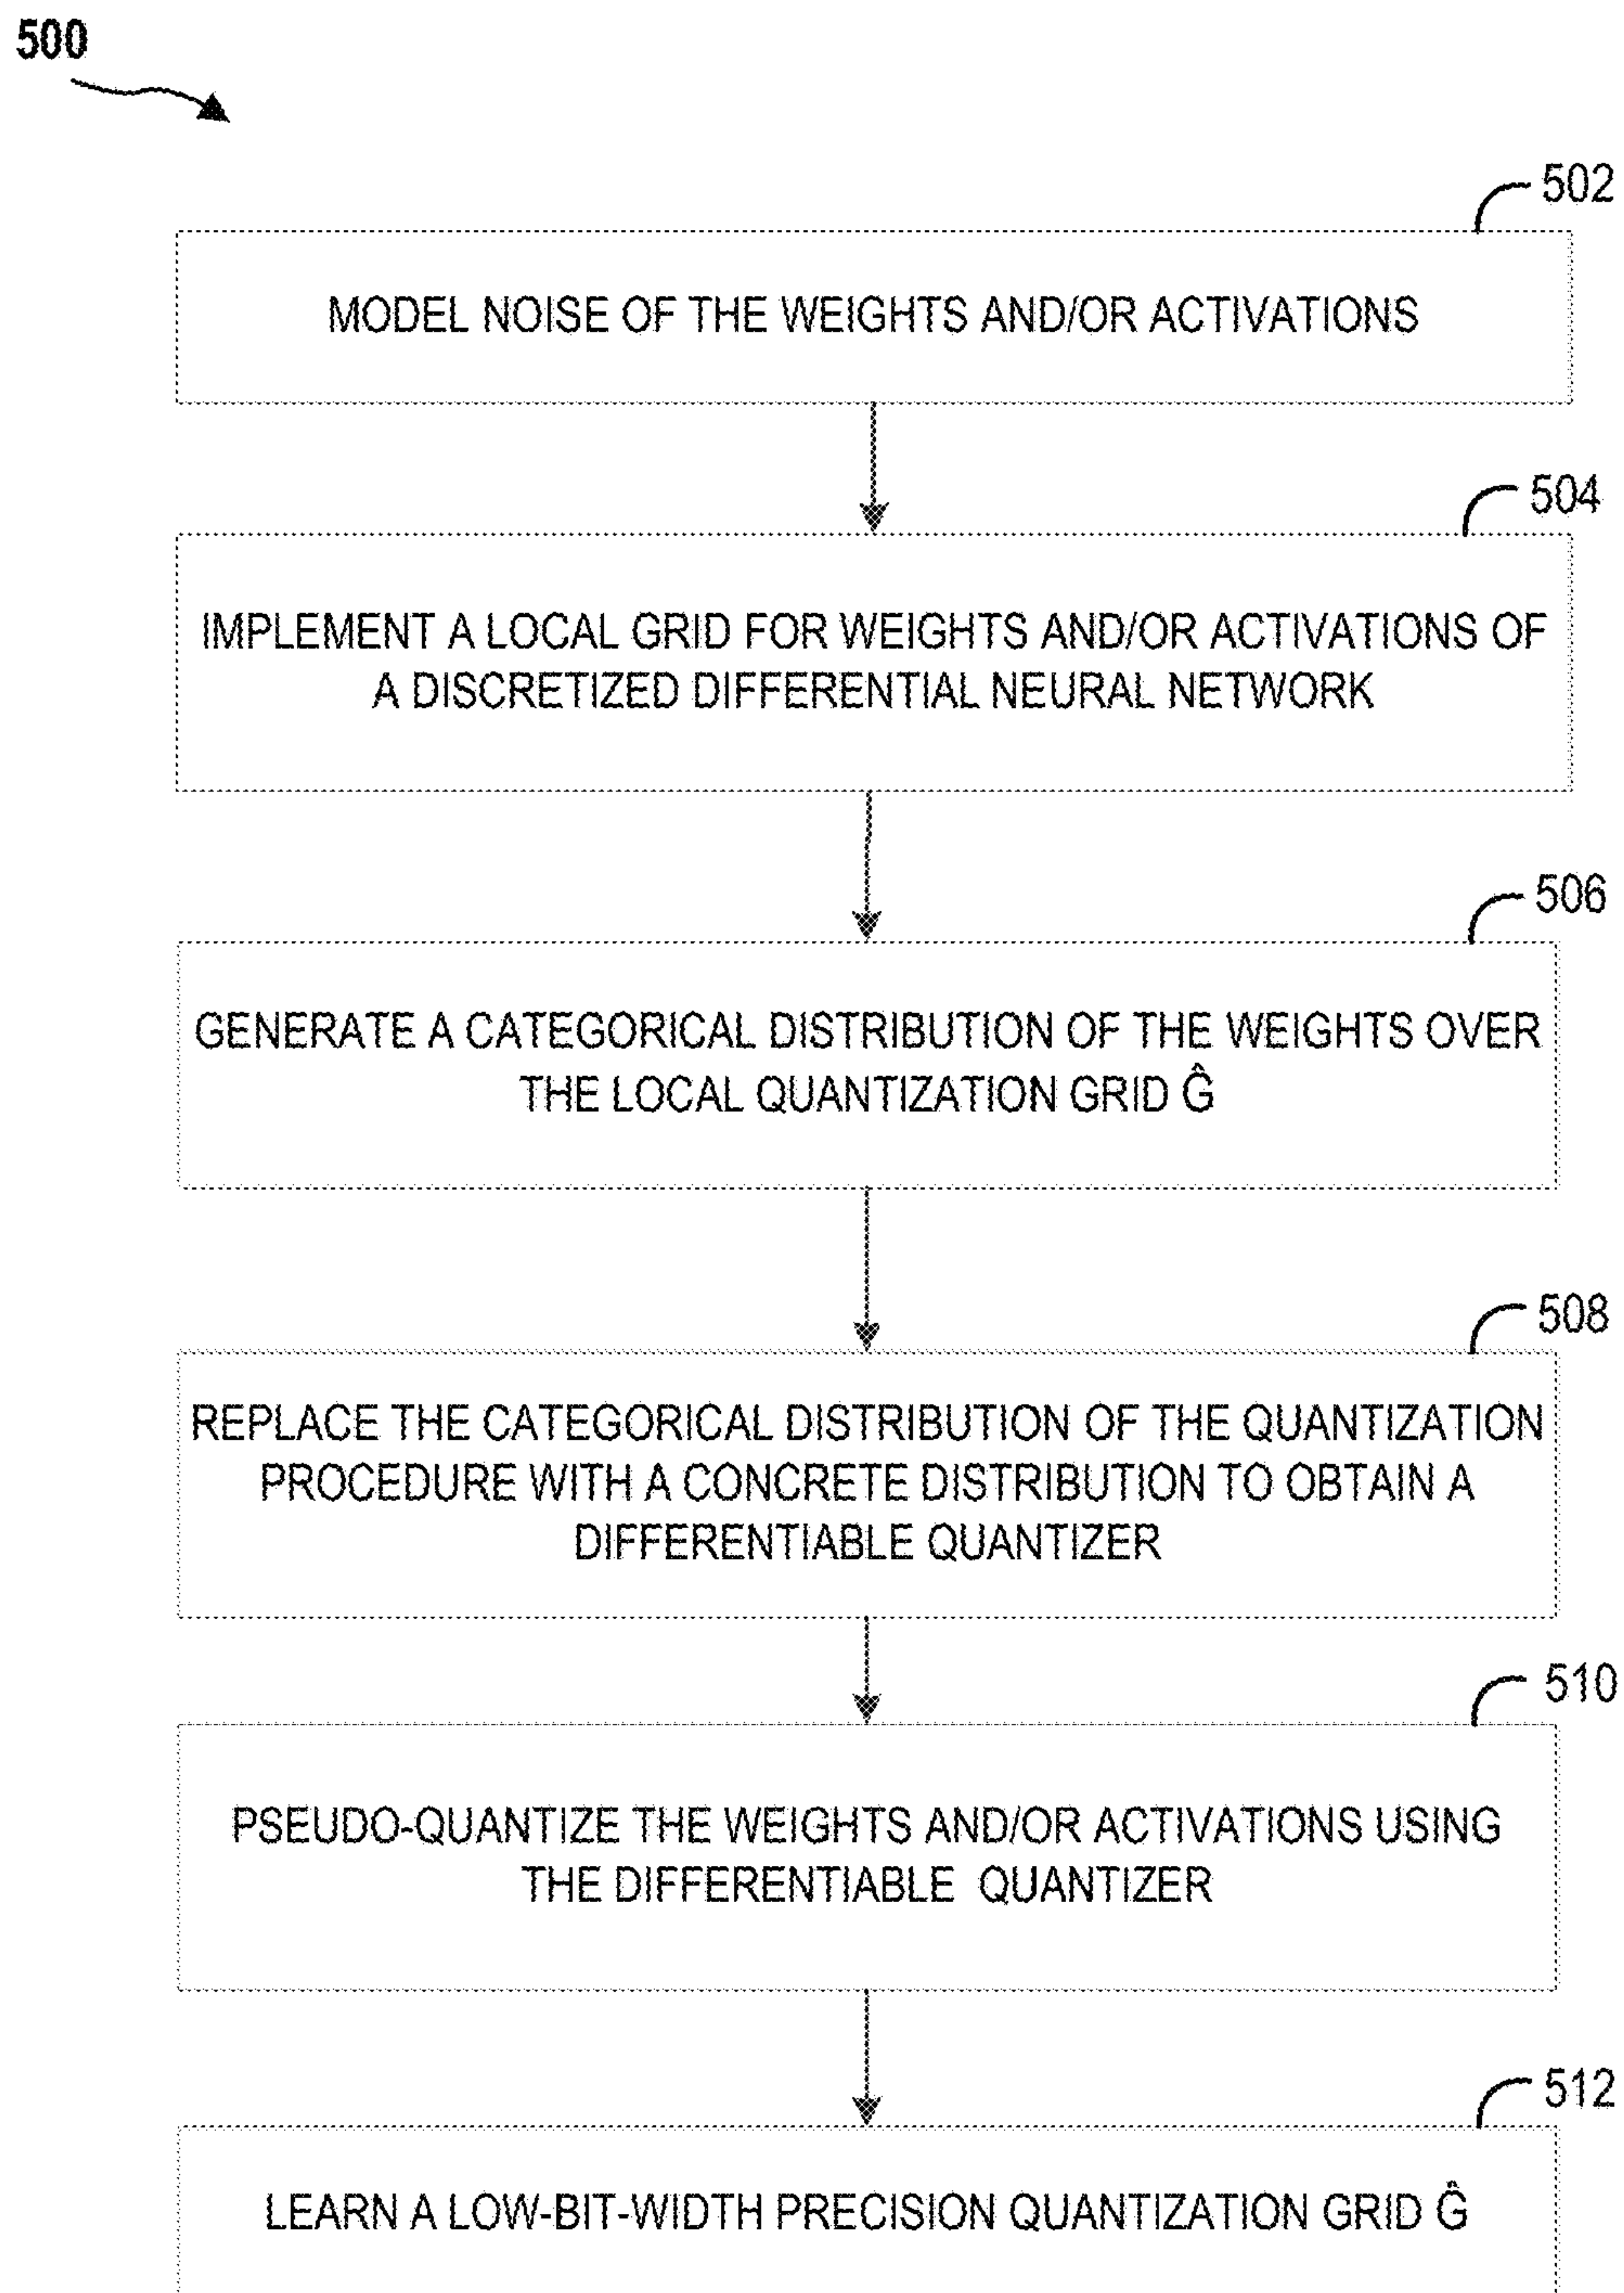 500
502
MODEL NOISE OF THE WEIGHTS AND/OR ACTIVATIONS
504
IMPLEMENT A LOCAL GRID FOR WEIGHTS AND/OR ACTIVATIONS OF
A DISCRETIZED DIFFERENTIAL NEURAL NETWORK
506
GENERATE A CATEGORICAL DISTRIBUTION OF THE WEIGHTS OVER
THE LOCAL QUANTIZATION GRID Ĝ
508
REPLACE THE CATEGORICAL DISTRIBUTION OF THE QUANTIZATION
PROCEDURE WITH A CONCRETE DISTRIBUTION TO OBTAIN A
DIFFERENTIABLE QUANTIZER
510
PSEUDO-QUANTIZE THE WEIGHTS AND/OR ACTIVATIONS USING
THE DIFFERENTIABLE QUANTIZER
512
LEARN A LOW-BIT-WIDTH PRECISION QUANTIZATION GRID Ĝ